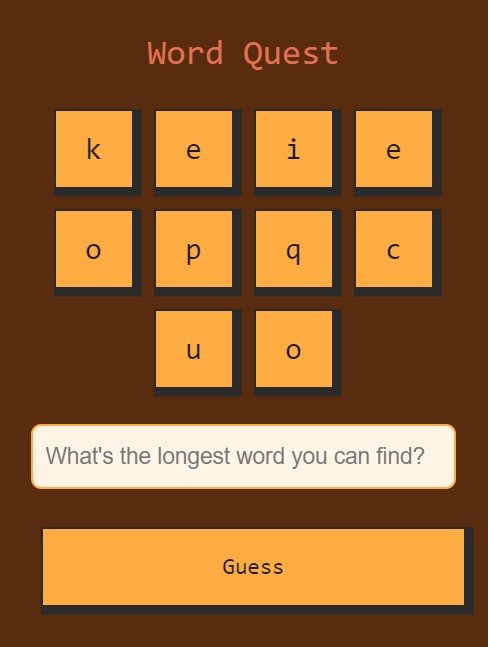 Word Quest
k e i e
o p q c
u o
What's the longest word you can find?
Guess